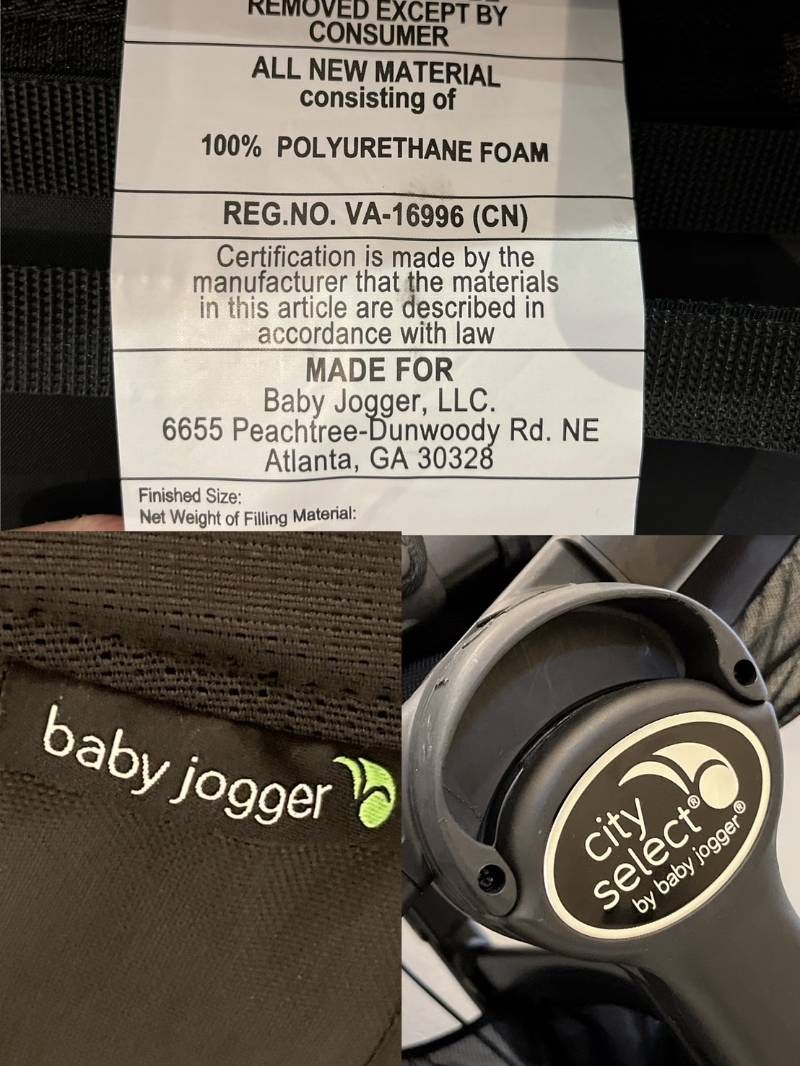 REMOVED EXCEPT BY
CONSUMER
ALL NEW MATERIAL
consisting of
100% POLYURETHANE FOAM
REG.NO. VA-16996 (CN)
Certification is made by the
manufacturer that the materials
in this article are described in
accordance with law
MADE FOR
Baby Jogger, LLC.
6655 Peachtree-Dunwoody Rd. NE
Atlanta, GA 30328
Finished Size:
Net Weight of Filling Material:
baby jogger
city
select®
by baby jogger®